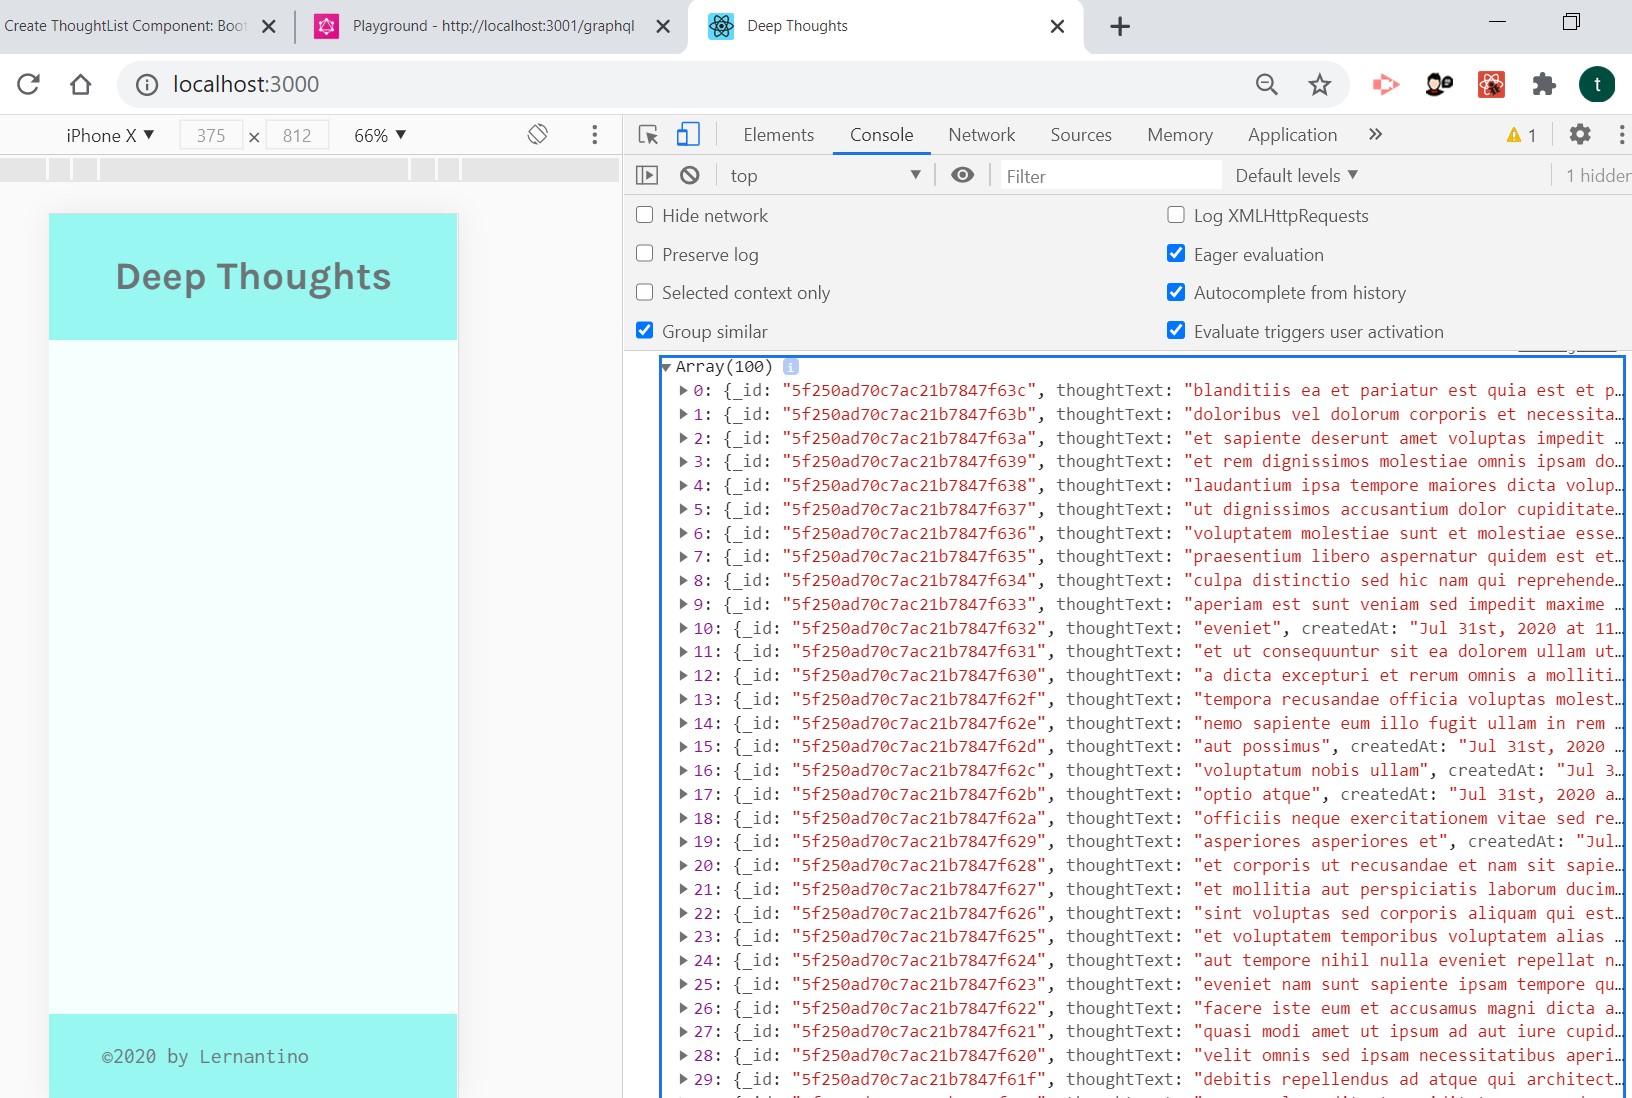 Create ThoughtList Component: Boot
Playground - http://localhost:3001/graphql
Deep Thoughts
localhost:3000
t
iPhone X ▼ 375 × 812 66% ▼
Elements Console Network Sources Memory Application » 1
top ▼ Filter Default levels ▼ 1 hidden
Hide network
Log XMLHttpRequests
Preserve log
Eager evaluation
Selected context only
Autocomplete from history
Group similar
Evaluate triggers user activation
Deep Thoughts
©2020 by Lernantino
▼Array(100) i
▶0: {_id: "5f250ad70c7ac21b7847f63c", thoughtText: "blanditiis ea et pariatur est quia est et p…
▶1: {_id: "5f250ad70c7ac21b7847f63b", thoughtText: "doloribus vel dolorum corporis et necessita…
▶2: {_id: "5f250ad70c7ac21b7847f63a", thoughtText: "et sapiente deserunt amet voluptas impedit …
▶3: {_id: "5f250ad70c7ac21b7847f639", thoughtText: "et rem dignissimos molestiae omnis ipsam do…
▶4: {_id: "5f250ad70c7ac21b7847f638", thoughtText: "laudantium ipsa tempore maiores dicta volup…
▶5: {_id: "5f250ad70c7ac21b7847f637", thoughtText: "ut dignissimos accusantium dolor cupiditate…
▶6: {_id: "5f250ad70c7ac21b7847f636", thoughtText: "voluptatem molestiae sunt et molestiae esse…
▶7: {_id: "5f250ad70c7ac21b7847f635", thoughtText: "praesentium libero aspernatur quidem est et…
▶8: {_id: "5f250ad70c7ac21b7847f634", thoughtText: "culpa distinctio sed hic nam qui reprehende…
▶9: {_id: "5f250ad70c7ac21b7847f633", thoughtText: "aperiam est sunt veniam sed impedit maxime …
▶10: {_id: "5f250ad70c7ac21b7847f632", thoughtText: "eveniet", createdAt: "Jul 31st, 2020 at 11…
▶11: {_id: "5f250ad70c7ac21b7847f631", thoughtText: "et ut consequuntur sit ea dolorem ullam ut…
▶12: {_id: "5f250ad70c7ac21b7847f630", thoughtText: "a dicta excepturi et rerum omnis a molliti…
▶13: {_id: "5f250ad70c7ac21b7847f62f", thoughtText: "tempora recusandae officia voluptas molest…
▶14: {_id: "5f250ad70c7ac21b7847f62e", thoughtText: "nemo sapiente eum illo fugit ullam in rem …
▶15: {_id: "5f250ad70c7ac21b7847f62d", thoughtText: "aut possimus", createdAt: "Jul 31st, 2020 …
▶16: {_id: "5f250ad70c7ac21b7847f62c", thoughtText: "voluptatum nobis ullam", createdAt: "Jul 3…
▶17: {_id: "5f250ad70c7ac21b7847f62b", thoughtText: "optio atque", createdAt: "Jul 31st, 2020 a…
▶18: {_id: "5f250ad70c7ac21b7847f62a", thoughtText: "officiis neque exercitationem vitae sed re…
▶19: {_id: "5f250ad70c7ac21b7847f629", thoughtText: "asperiores asperiores et", createdAt: "Jul…
▶20: {_id: "5f250ad70c7ac21b7847f628", thoughtText: "et corporis ut recusandae et nam sit sapie…
▶21: {_id: "5f250ad70c7ac21b7847f627", thoughtText: "et mollitia aut perspiciatis laborum ducim…
▶22: {_id: "5f250ad70c7ac21b7847f626", thoughtText: "sint voluptas sed corporis aliquam qui est…
▶23: {_id: "5f250ad70c7ac21b7847f625", thoughtText: "et voluptatem temporibus voluptatem alias …
▶24: {_id: "5f250ad70c7ac21b7847f624", thoughtText: "aut tempore nihil nulla eveniet repellat n…
▶25: {_id: "5f250ad70c7ac21b7847f623", thoughtText: "eveniet nam sunt sapiente ipsam tempore qu…
▶26: {_id: "5f250ad70c7ac21b7847f622", thoughtText: "facere iste eum et accusamus magni dicta a…
▶27: {_id: "5f250ad70c7ac21b7847f621", thoughtText: "quasi modi amet ut ipsum ad aut iure cupid…
▶28: {_id: "5f250ad70c7ac21b7847f620", thoughtText: "velit omnis sed ipsam necessitatibus aperi…
▶29: {_id: "5f250ad70c7ac21b7847f61f", thoughtText: "debitis repellendus ad atque qui architect…